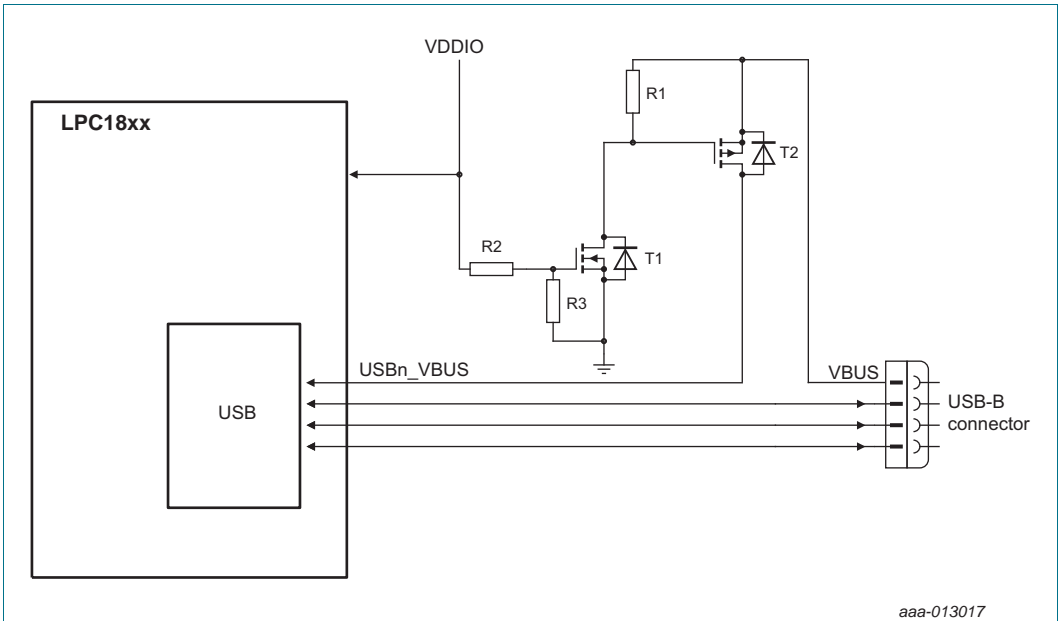 VDDIO
R1
LPC18xx
T2
R2
T1
R3
USBn_VBUS
VBUS
USB
USB-B
connector
aaa-013017